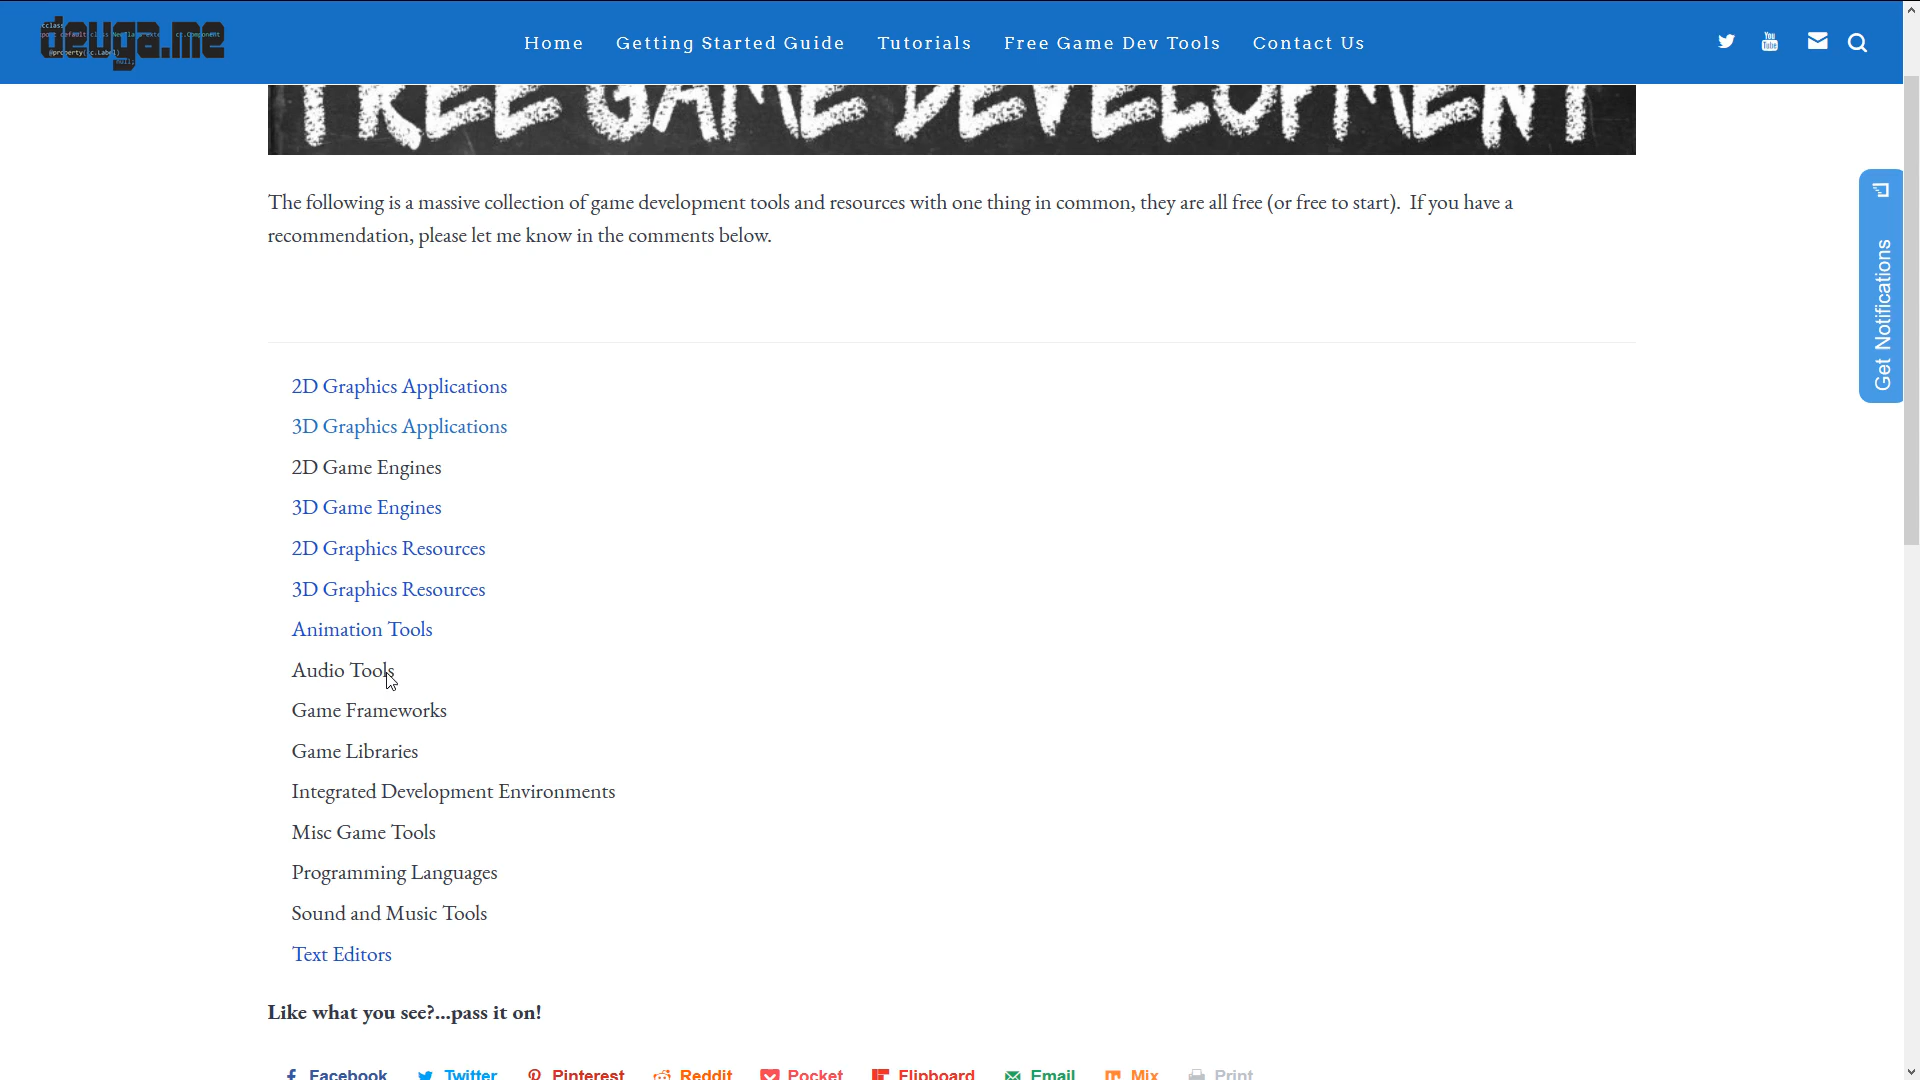 devga.me
Home Getting Started Guide Tutorials Free Game Dev Tools Contact Us
FREE GAME DEVELOPMENT
The following is a massive collection of game development tools and resources with one thing in common, they are all free (or free to start). If you have a
recommendation, please let me know in the comments below.
Get Notifications
2D Graphics Applications
3D Graphics Applications
2D Game Engines
3D Game Engines
2D Graphics Resources
3D Graphics Resources
Animation Tools
Audio Tools
Game Frameworks
Game Libraries
Integrated Development Environments
Misc Game Tools
Programming Languages
Sound and Music Tools
Text Editors
Like what you see?...pass it on!
Facebook Twitter Pinterest Reddit Pocket Flipboard Email Mix Print